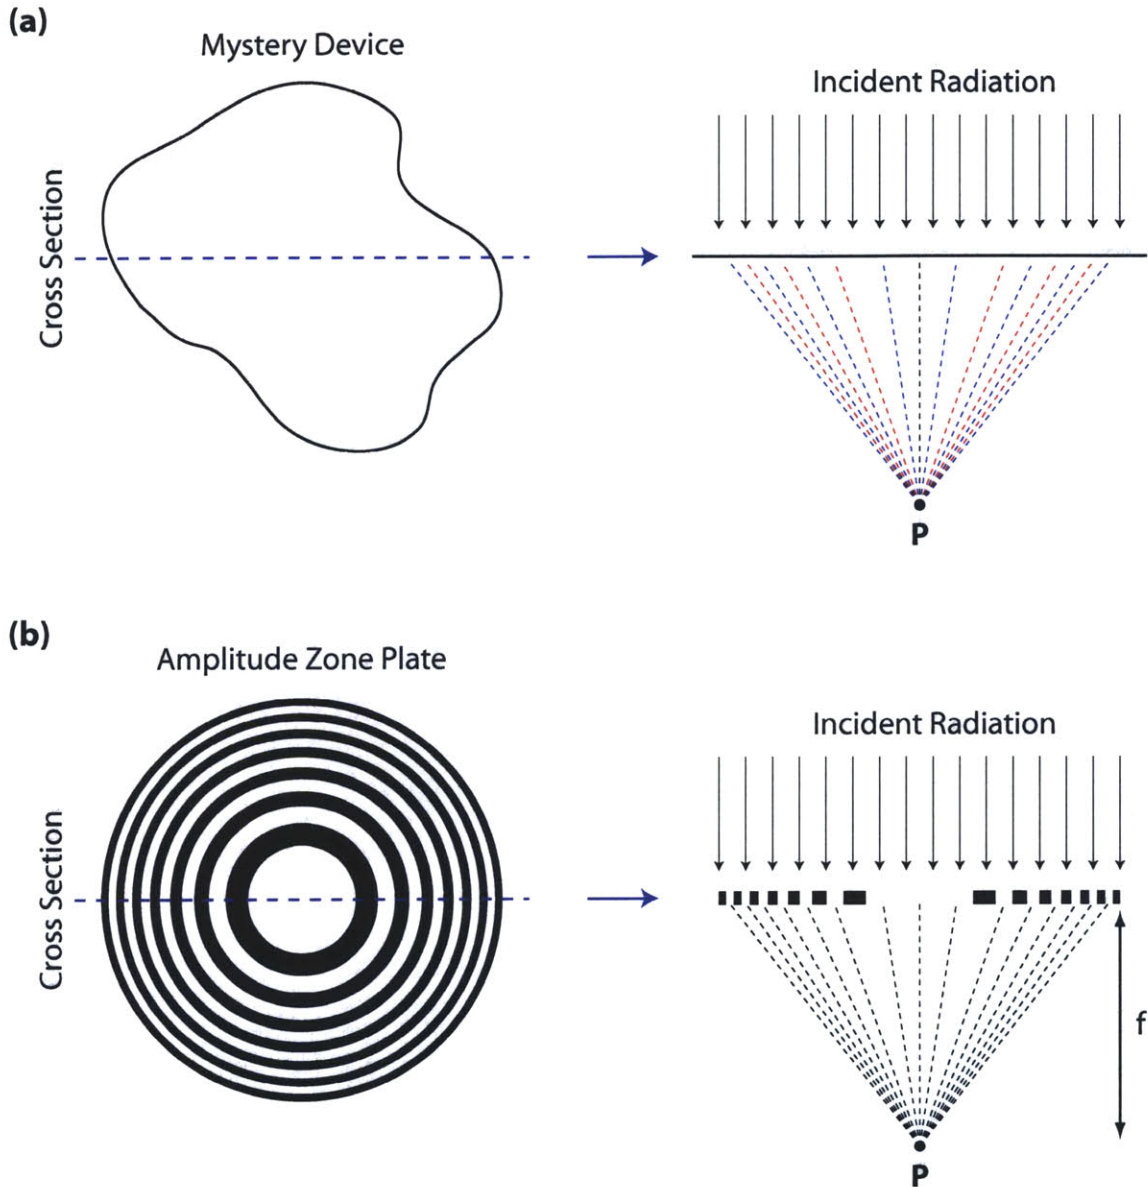 (a)
Mystery Device
Incident Radiation
Cross Section
P
(b)
Amplitude Zone Plate
Incident Radiation
Cross Section
f
P